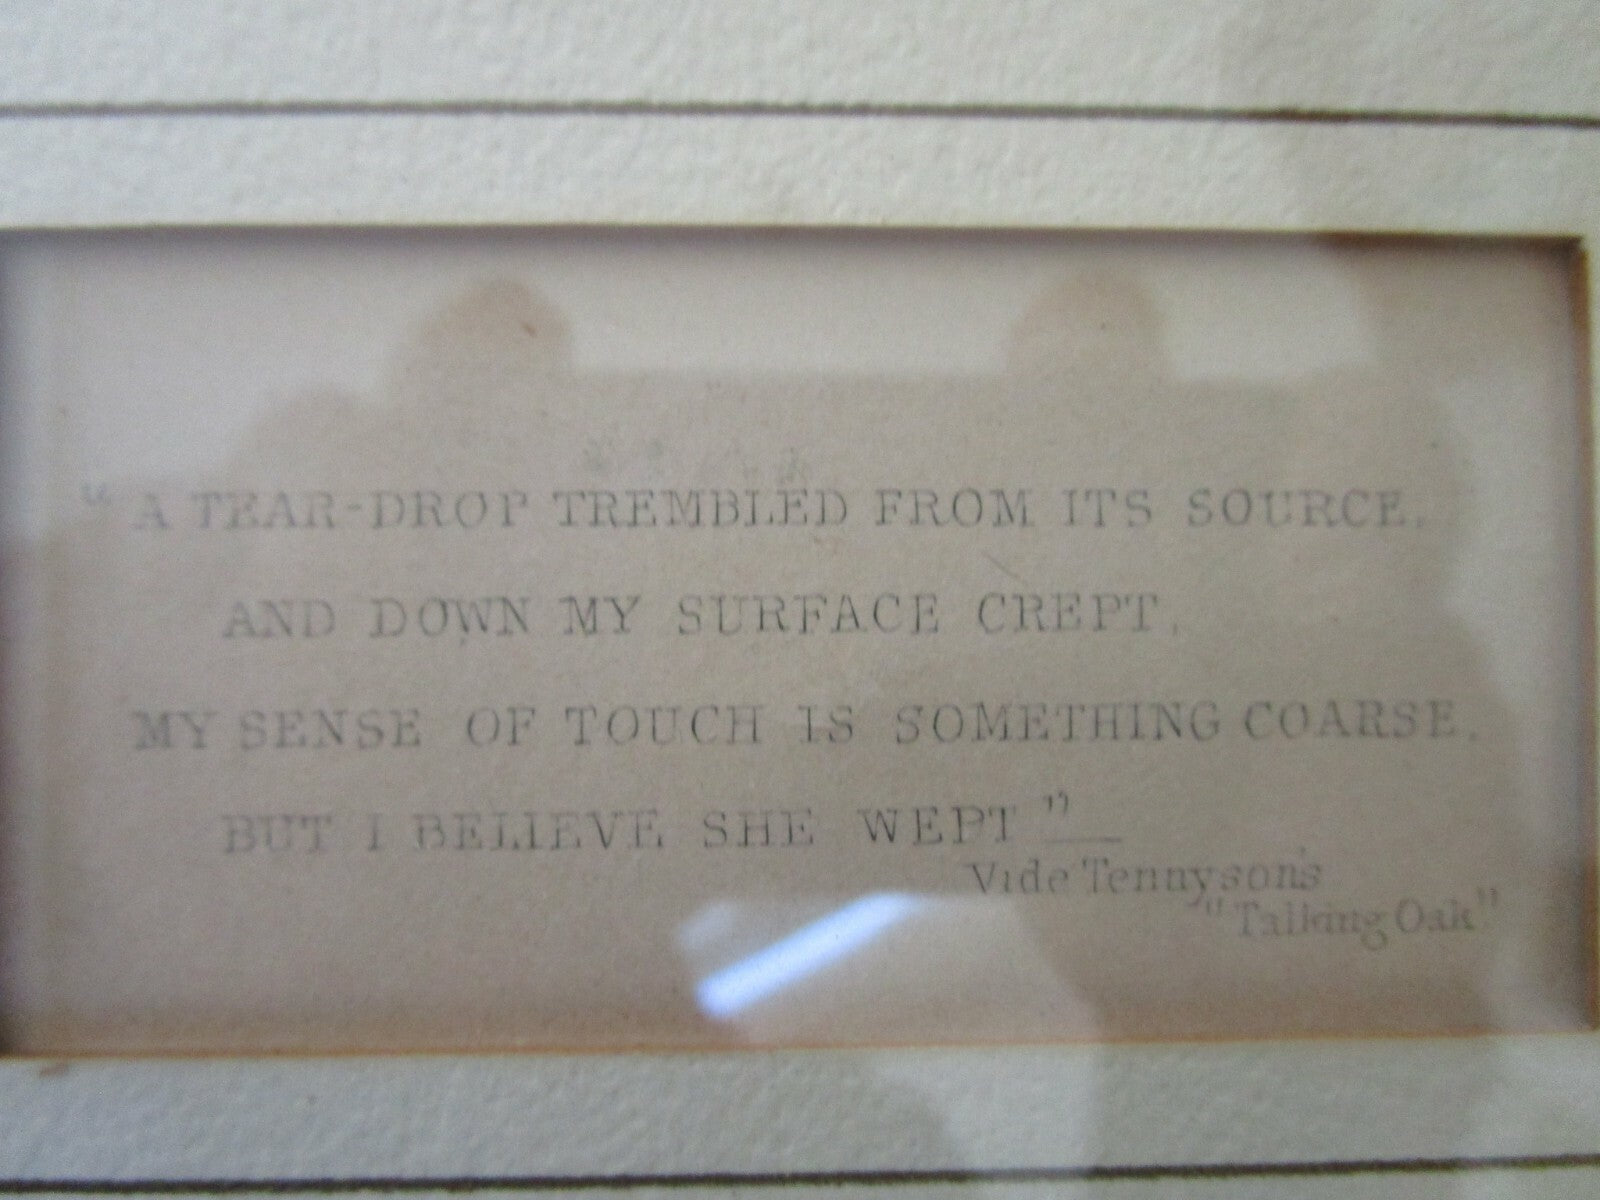 “A TEAR-DROP TREMBLED FROM ITS SOURCE,
AND DOWN MY SURFACE CREPT,
MY SENSE OF TOUCH IS SOMETHING COARSE,
BUT I BELIEVE SHE WEPT”—
Vide Tennyson's
“Talking Oak”